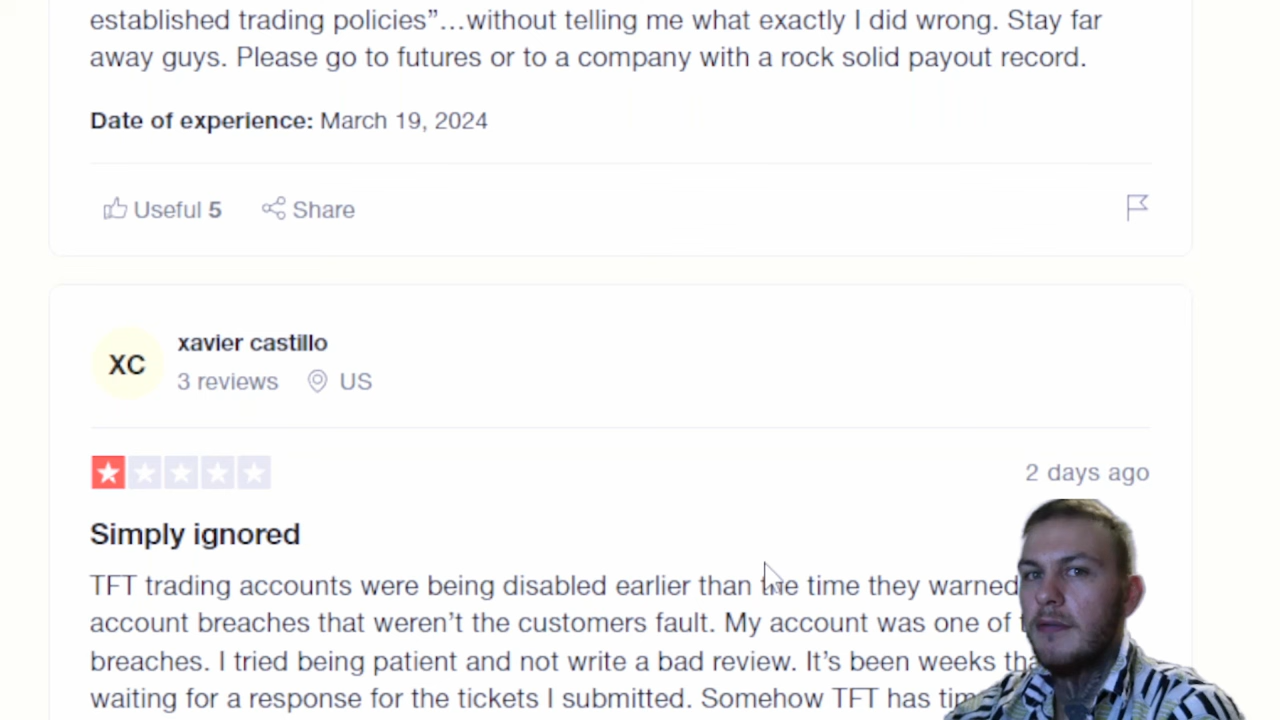 established trading policies”...without telling me what exactly I did wrong. Stay far
away guys. Please go to futures or to a company with a rock solid payout record.
Date of experience: March 19, 2024
Useful 5 Share
XC
xavier castillo
3 reviews US
2 days ago
Simply ignored
TFT trading accounts were being disabled earlier than the time they warned
account breaches that weren’t the customers fault. My account was one of
breaches. I tried being patient and not write a bad review. It’s been weeks
waiting for a response for the tickets I submitted. Somehow TFT has